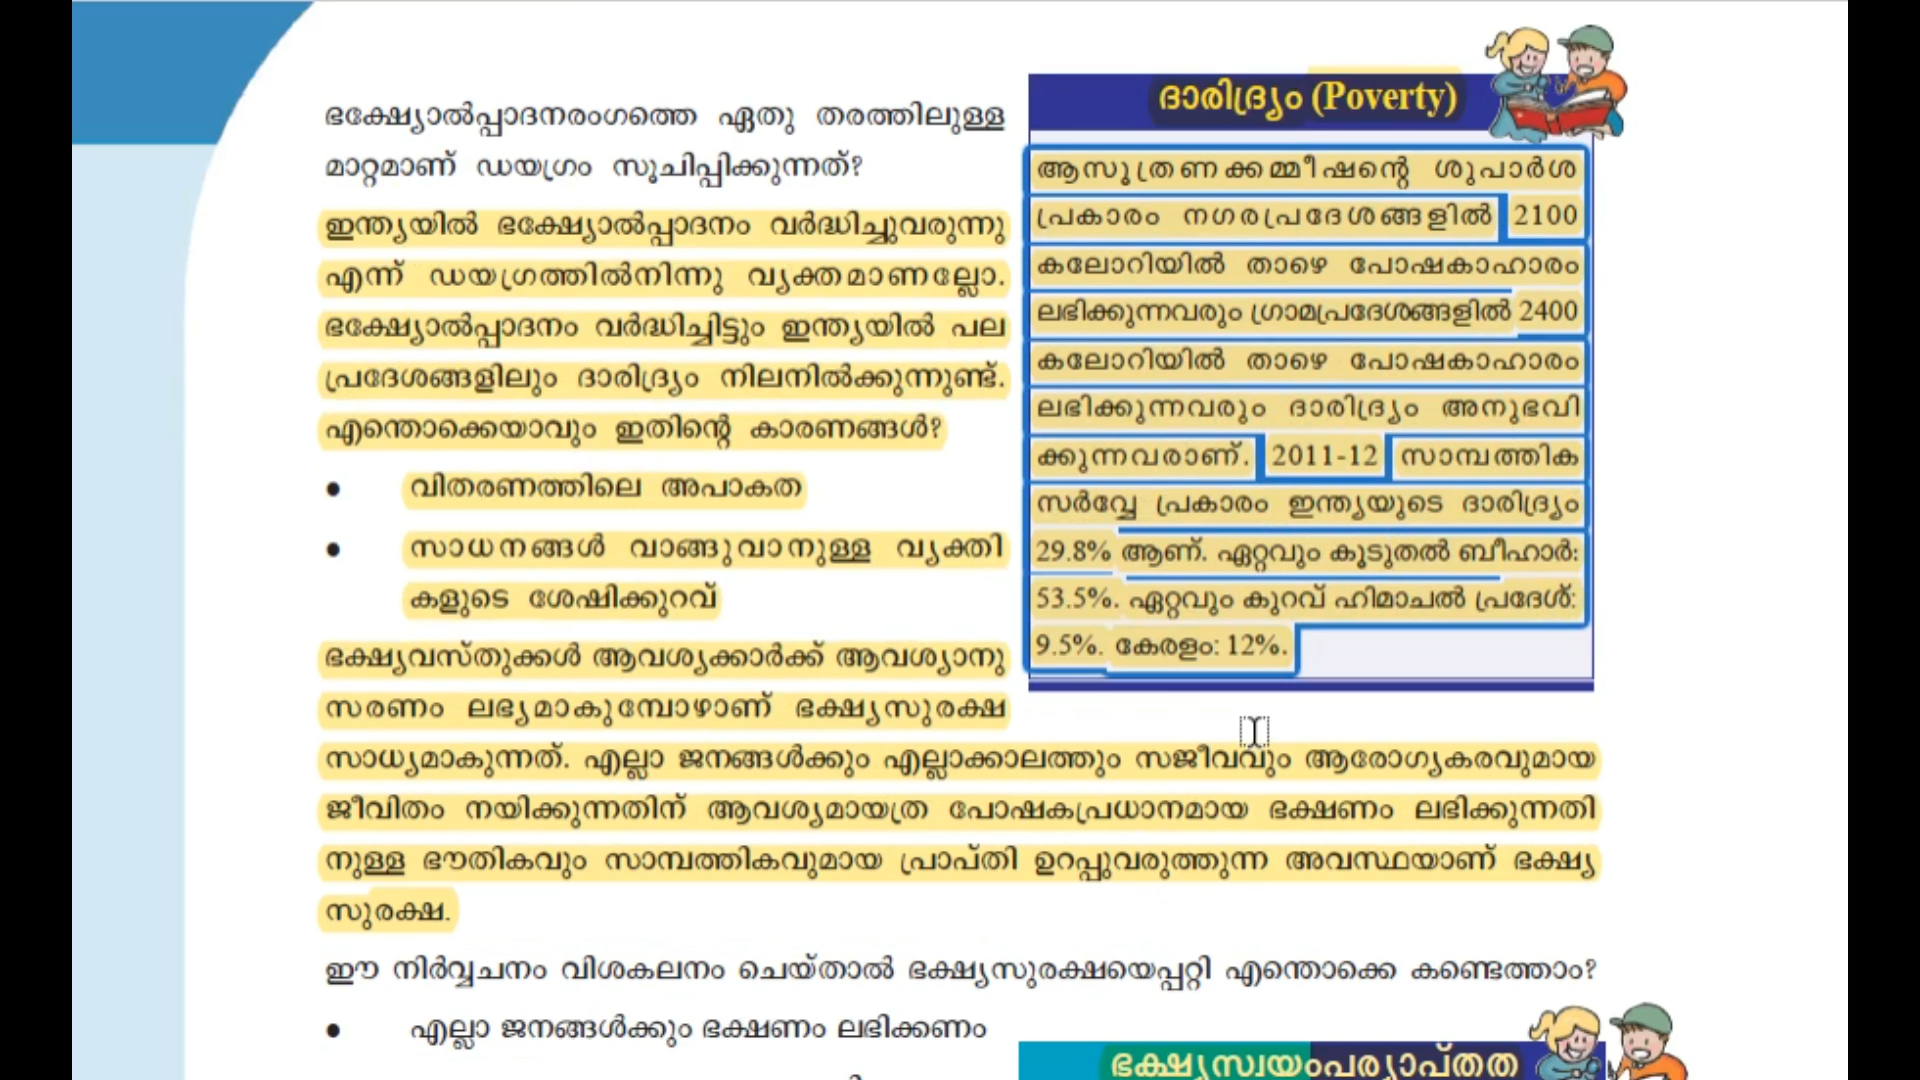 ഭക്ഷ്യോൽപ്പാദനരംഗത്തെ ഏതു തരത്തിലുള്ള
മാറ്റമാണ് ഡയഗ്രം സൂചിപ്പിക്കുന്നത്?
ഇന്ത്യയിൽ ഭക്ഷ്യോൽപ്പാദനം വർദ്ധിച്ചുവരുന്നു
എന്ന് ഡയഗ്രത്തിൽനിന്നു വ്യക്തമാണല്ലോ.
ഭക്ഷ്യോൽപ്പാദനം വർദ്ധിച്ചിട്ടും ഇന്ത്യയിൽ പല
പ്രദേശങ്ങളിലും ദാരിദ്ര്യം നിലനിൽക്കുന്നുണ്ട്.
എന്തൊക്കെയാവും ഇതിന്റെ കാരണങ്ങൾ?
● വിതരണത്തിലെ അപാകത
● സാധനങ്ങൾ വാങ്ങുവാനുള്ള വ്യക്തി
കളുടെ ശേഷിക്കുറവ്
ദാരിദ്ര്യം (Poverty)
ആസൂത്രണക്കമ്മീഷന്റെ ശുപാർശ
പ്രകാരം നഗരപ്രദേശങ്ങളിൽ 2100
കലോറിയിൽ താഴെ പോഷകാഹാരം
ലഭിക്കുന്നവരും ഗ്രാമപ്രദേശങ്ങളിൽ 2400
കലോറിയിൽ താഴെ പോഷകാഹാരം
ലഭിക്കുന്നവരും ദാരിദ്ര്യം അനുഭവി
ക്കുന്നവരാണ്. 2011-12 സാമ്പത്തിക
സർവ്വേ പ്രകാരം ഇന്ത്യയുടെ ദാരിദ്ര്യം
29.8% ആണ്. ഏറ്റവും കൂടുതൽ ബീഹാർ:
53.5%. ഏറ്റവും കുറവ് ഹിമാചൽ പ്രദേശ്:
9.5%. കേരളം: 12%.
ഭക്ഷ്യവസ്തുക്കൾ ആവശ്യക്കാർക്ക് ആവശ്യാനു
സരണം ലഭ്യമാകുമ്പോഴാണ് ഭക്ഷ്യസുരക്ഷ
സാധ്യമാകുന്നത്. എല്ലാ ജനങ്ങൾക്കും എല്ലാക്കാലത്തും സജീവവും ആരോഗ്യകരവുമായ
ജീവിതം നയിക്കുന്നതിന് ആവശ്യമായത്ര പോഷകപ്രധാനമായ ഭക്ഷണം ലഭിക്കുന്നതി
നുള്ള ഭൗതികവും സാമ്പത്തികവുമായ പ്രാപ്തി ഉറപ്പുവരുത്തുന്ന അവസ്ഥയാണ് ഭക്ഷ്യ
സുരക്ഷ.
ഈ നിർവ്വചനം വിശകലനം ചെയ്താൽ ഭക്ഷ്യസുരക്ഷയെപ്പറ്റി എന്തൊക്കെ കണ്ടെത്താം?
● എല്ലാ ജനങ്ങൾക്കും ഭക്ഷണം ലഭിക്കണം
ഭക്ഷ്യസ്വയംപര്യാപ്തത